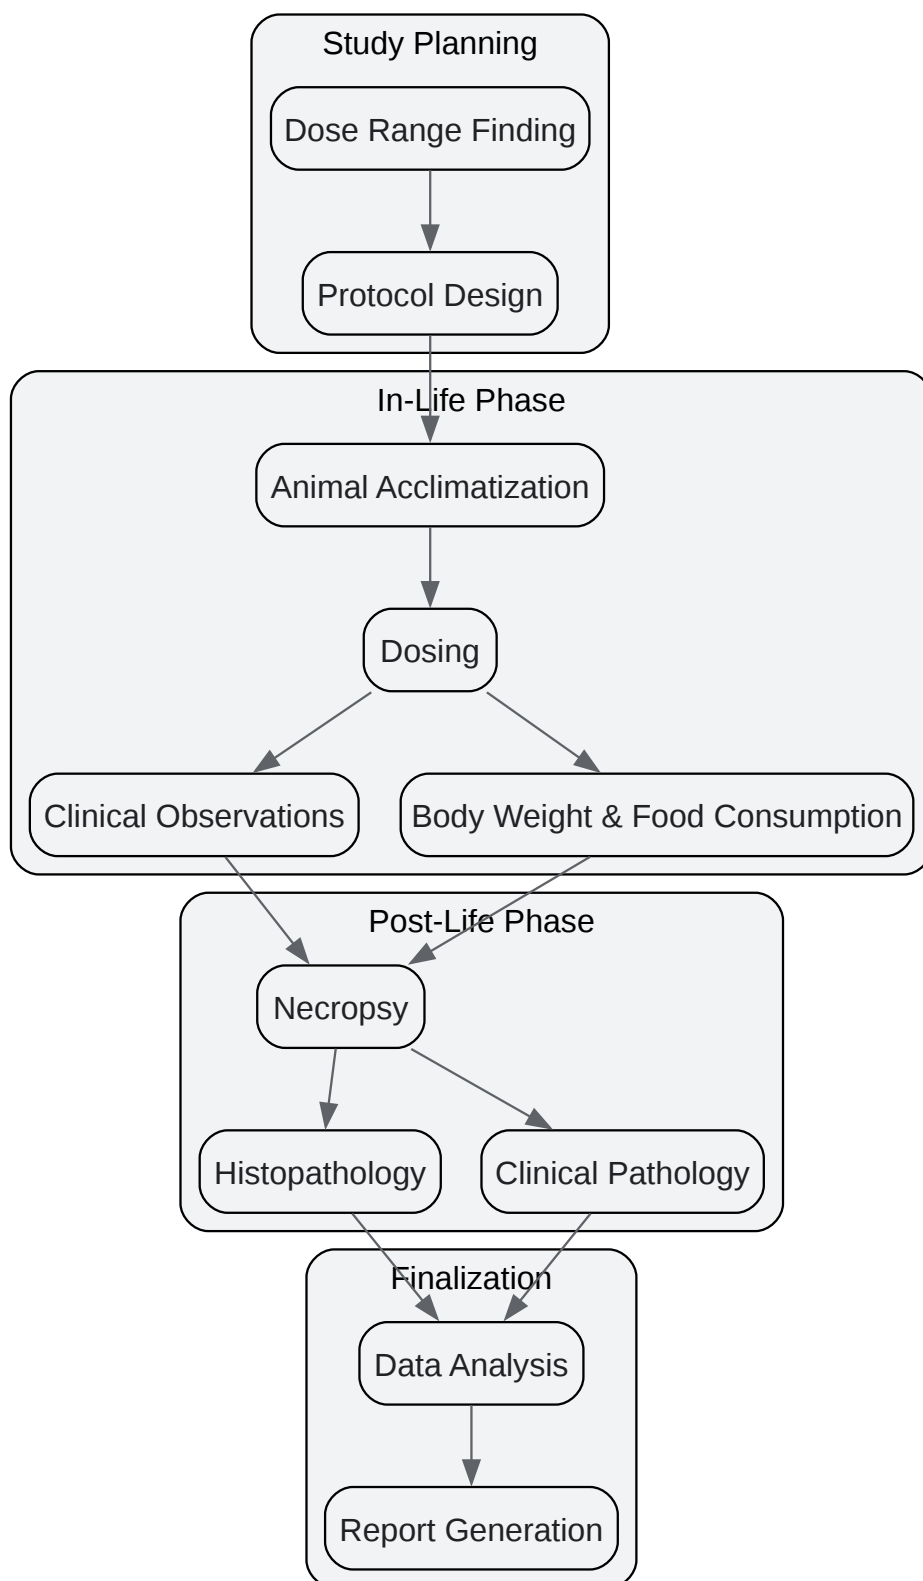 Study Planning
Dose Range Finding
Protocol Design
In-Life Phase
Animal Acclimatization
Dosing
Clinical Observations
Body Weight & Food Consumption
Post-Life Phase
Necropsy
Histopathology
Clinical Pathology
Finalization
Data Analysis
Report Generation